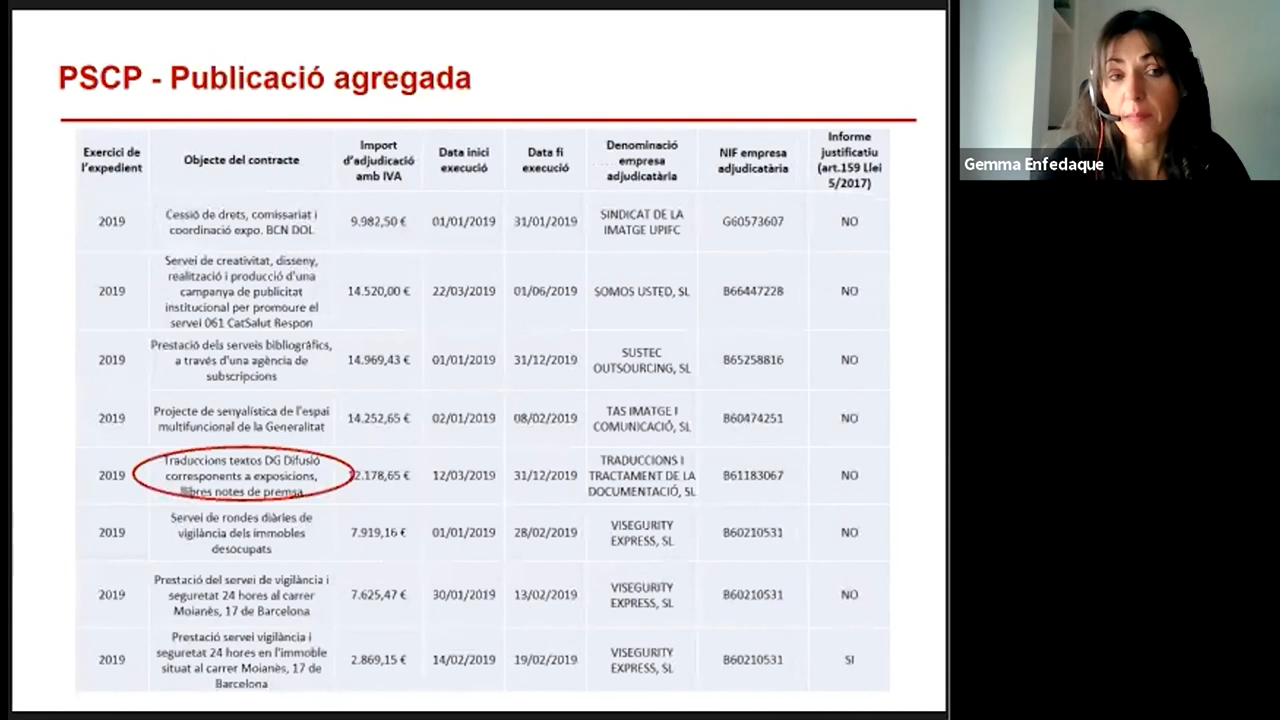 PSCP - Publicació agregada
Exercici de
l'expedient
Objecte del contracte
Import
d'adjudicació
amb IVA
Data inici
execució
Data fi
execució
Denominació
empresa
adjudicatària
NIF empresa
adjudicatària
Informe
justificatiu
(art.159 Llei
5/2017)
2019
Cessió de drets, comissariat i
coordinació expo. BCN DOL
9.982,50 €
01/01/2019
31/01/2019
SINDICAT DE LA
IMATGE UPIFC
G60573607
NO
2019
Servei de creativitat, disseny,
realització i producció d'una
campanya de publicitat
institucional per promoure el
servei 061 CatSalut Respon
14.520,00 €
22/03/2019
01/06/2019
SOMOS USTED, SL
B66447228
NO
2019
Prestació dels serveis bibliogràfics,
a través d'una agència de
subscripcions
14.969,43 €
01/01/2019
31/12/2019
SUSTEC
OUTSOURCING, SL
B65258816
NO
2019
Projecte de senyalística de l'espai
multifuncional de la Generalitat
14.252,65 €
02/01/2019
08/02/2019
TAS IMATGE I
COMUNICACIÓ, SL
B60474251
NO
2019
Traduccions textos DG Difusió
corresponents a exposicions,
llibres notes de premsa
12.178,65 €
12/03/2019
31/12/2019
TRADUCCIONS I
TRACTAMENT DE LA
DOCUMENTACIÓ, SL
B61183067
NO
2019
Servei de rondes diàries de
vigilància dels immobles
desocupats
7.919,16 €
01/01/2019
28/02/2019
VISEGURITY
EXPRESS, SL
B60210531
NO
2019
Prestació del servei de vigilància i
seguretat 24 hores al carrer
Moianès, 17 de Barcelona
7.625,47 €
30/01/2019
13/02/2019
VISEGURITY
EXPRESS, SL
B60210531
NO
2019
Prestació servei vigilància i
seguretat 24 hores en l'immoble
situat al carrer Moianès, 17 de
Barcelona
2.869,15 €
14/02/2019
19/02/2019
VISEGURITY
EXPRESS, SL
B60210531
SI
Gemma Enfedaque